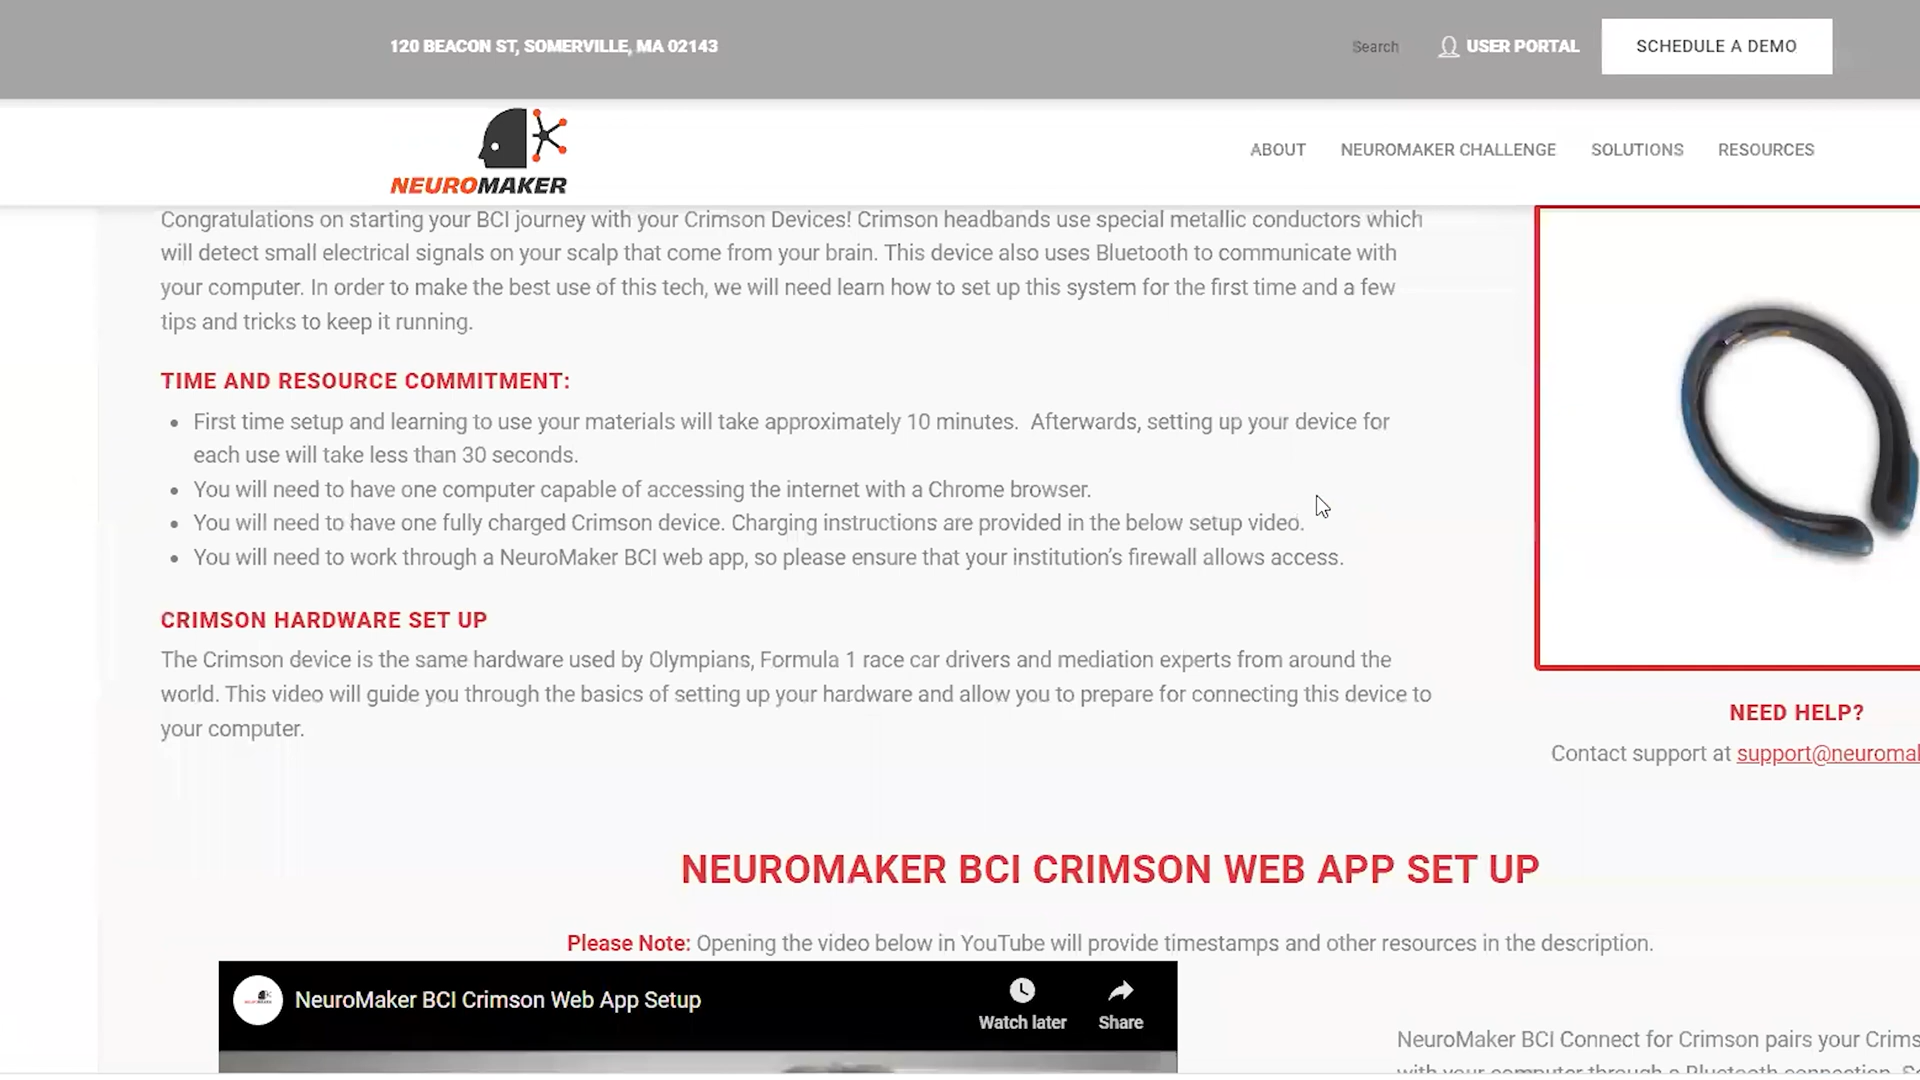 120 BEACON ST, SOMERVILLE, MA 02143
Search
USER PORTAL
SCHEDULE A DEMO
NEUROMAKER
ABOUT
NEUROMAKER CHALLENGE
SOLUTIONS
RESOURCES
Congratulations on starting your BCI journey with your Crimson Devices! Crimson headbands use special metallic conductors which
will detect small electrical signals on your scalp that come from your brain. This device also uses Bluetooth to communicate with
your computer. In order to make the best use of this tech, we will need learn how to set up this system for the first time and a few
tips and tricks to keep it running.
TIME AND RESOURCE COMMITMENT:
• First time setup and learning to use your materials will take approximately 10 minutes. Afterwards, setting up your device for
each use will take less than 30 seconds.
• You will need to have one computer capable of accessing the internet with a Chrome browser.
• You will need to have one fully charged Crimson device. Charging instructions are provided in the below setup video.
• You will need to work through a NeuroMaker BCI web app, so please ensure that your institution's firewall allows access.
CRIMSON HARDWARE SET UP
The Crimson device is the same hardware used by Olympians, Formula 1 race car drivers and mediation experts from around the
world. This video will guide you through the basics of setting up your hardware and allow you to prepare for connecting this device to
your computer.
NEED HELP?
Contact support at support@neuromak
NEUROMAKER BCI CRIMSON WEB APP SET UP
Please Note: Opening the video below in YouTube will provide timestamps and other resources in the description.
NeuroMaker BCI Crimson Web App Setup
Watch later
Share
NeuroMaker BCI Connect for Crimson pairs your Crims
with your computer through a Bluetooth connection.